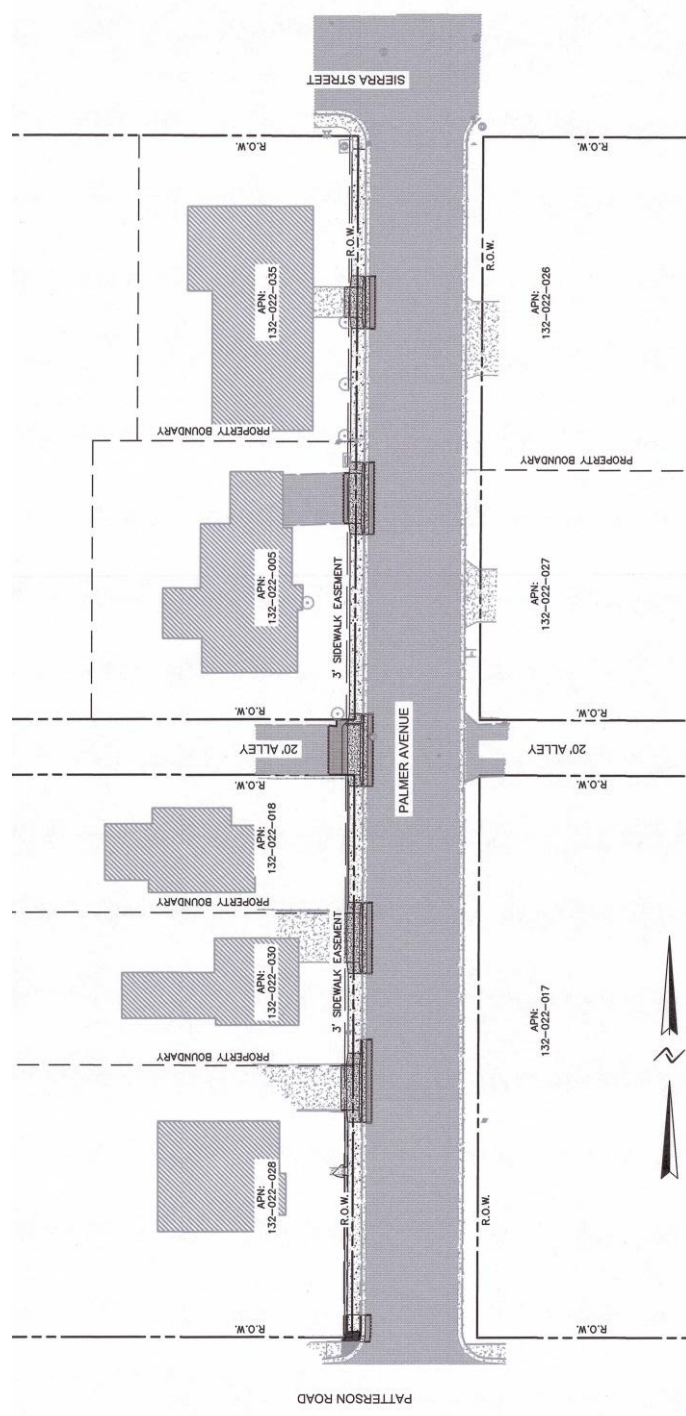 SIERRA STREET
R.O.W.
R.O.W.
R.O.W.
R.O.W.
APN:
132-022-035
APN:
132-022-026
PROPERTY BOUNDARY
PROPERTY BOUNDARY
APN:
132-022-005
3' SIDEWALK EASEMENT
APN:
132-022-027
R.O.W.
R.O.W.
20' ALLEY
PALMER AVENUE
20' ALLEY
R.O.W.
R.O.W.
APN:
132-022-018
PROPERTY BOUNDARY
APN:
132-022-030
3' SIDEWALK EASEMENT
APN:
132-022-017
PROPERTY BOUNDARY
N
APN:
132-022-028
R.O.W.
R.O.W.
R.O.W.
R.O.W.
PATTERSON ROAD